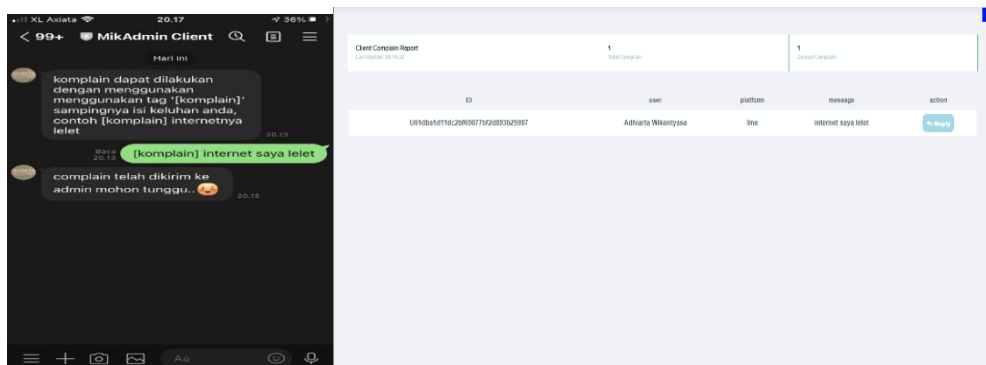 XL Axiata
20.17
36%
99+
MikAdmin Client
Hari ini
komplain dapat dilakukan
dengan menggunakan
menggunakan tag '[komplain]'
sampingnya isi keluhan anda,
contoh [komplain] internetnya
lelet
20.15
Baca
20.15
[komplain] internet saya lelet
complain telah dikirim ke
admin mohon tunggu..
20.15
Aa
Client Complain Report
Last Update
1
Total Complain
1
Unread Complain
ID user platform message action
Adhiarta Wikantyasa line internet saya lelet Reply